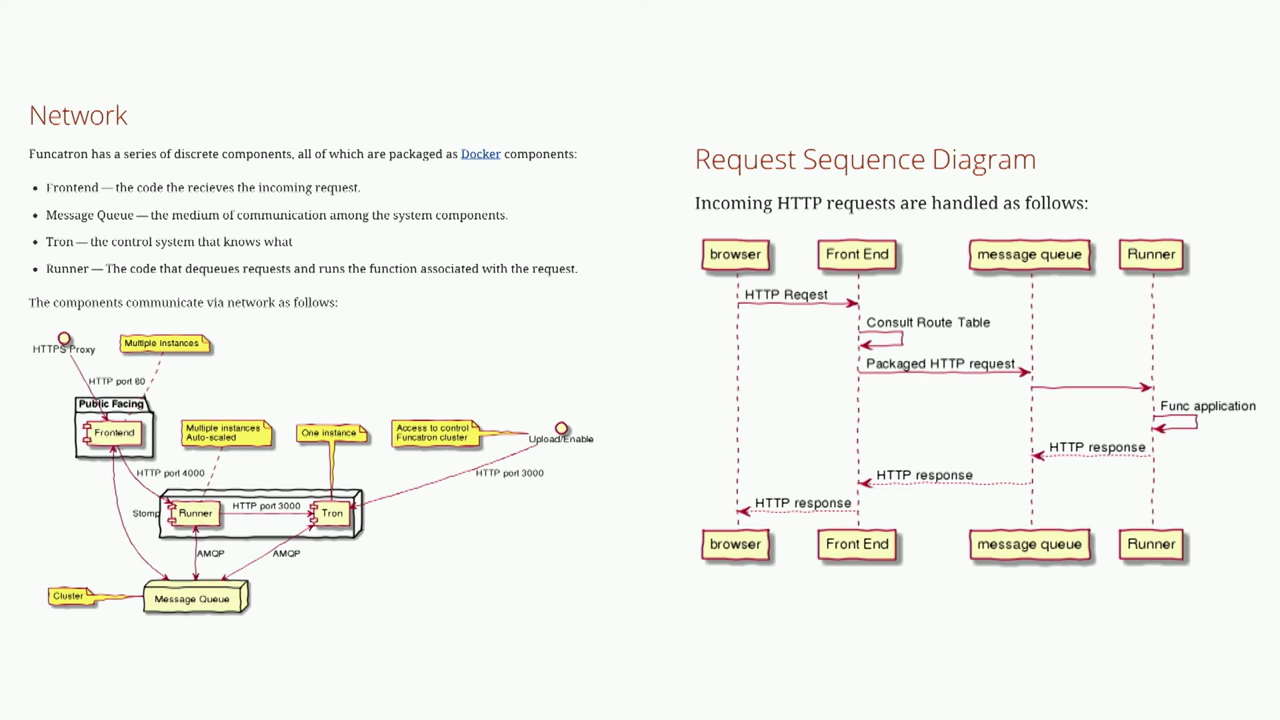 Network
Funcatron has a series of discrete components, all of which are packaged as Docker components:
• Frontend — the code the recieves the incoming request.
• Message Queue — the medium of communication among the system components.
• Tron — the control system that knows what
• Runner — The code that dequeues requests and runs the function associated with the request.
The components communicate via network as follows:
HTTPS Proxy
Multiple Instances
HTTP port 80
Public Facing
Frontend
Multiple instances
Auto-scaled
One instance
Access to control
Funcatron cluster
Upload/Enable
HTTP port 4000
HTTP port 3000
Stomp
Runner
HTTP port 3000
Tron
AMQP
AMQP
Cluster
Message Queue
Request Sequence Diagram
Incoming HTTP requests are handled as follows:
browser
Front End
message queue
Runner
HTTP Reqest
Consult Route Table
Packaged HTTP request
Func application
HTTP response
HTTP response
HTTP response
browser
Front End
message queue
Runner